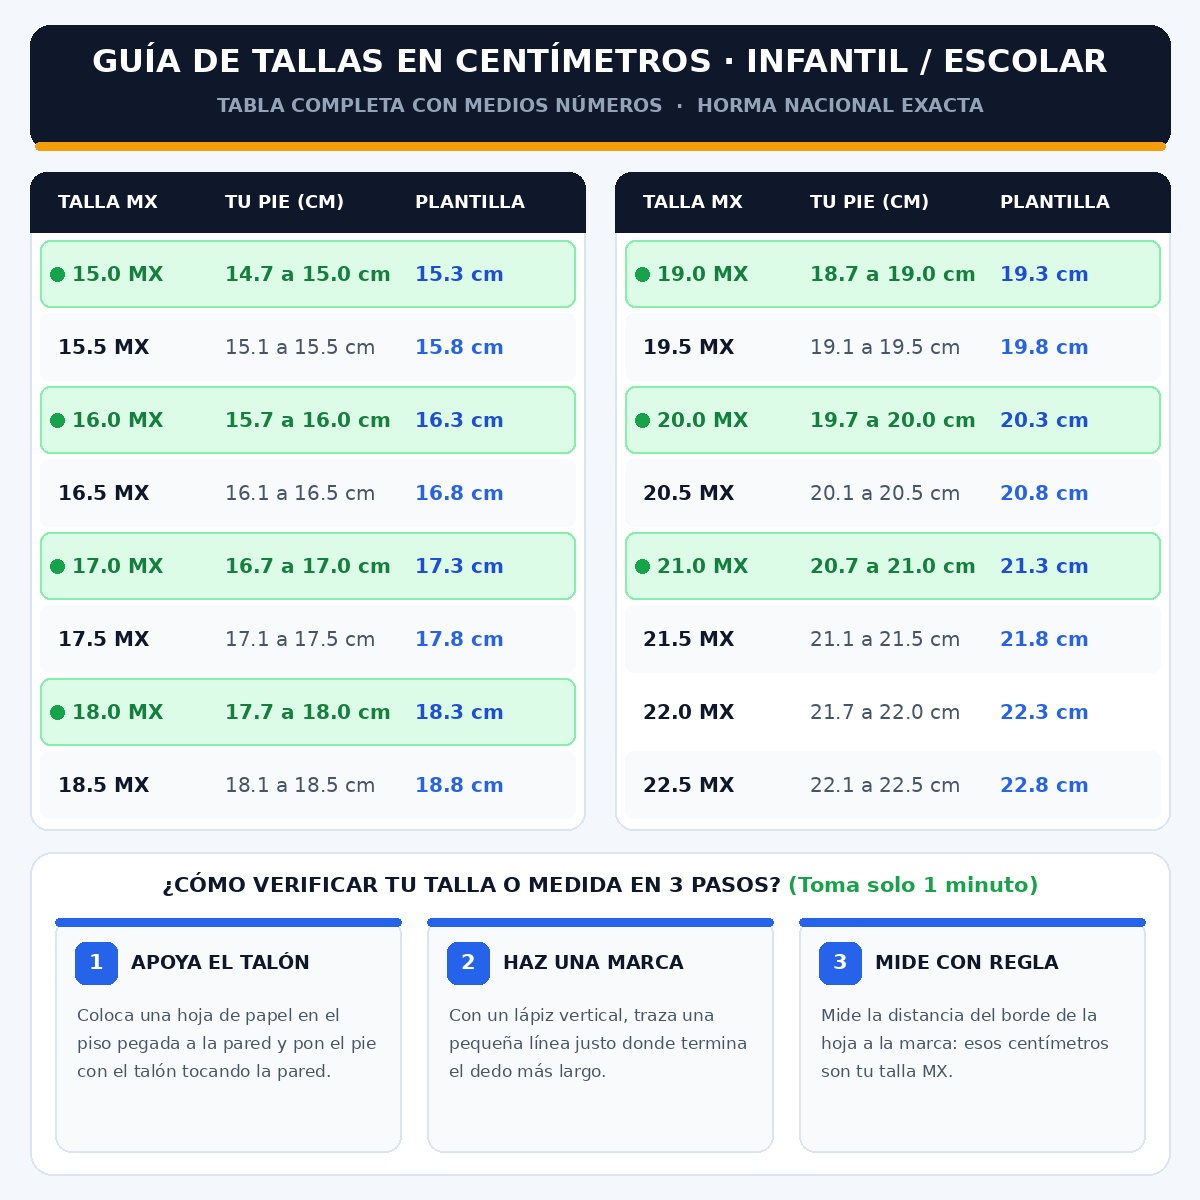 GUÍA DE TALLAS EN CENTÍMETROS · INFANTIL / ESCOLAR
TABLA COMPLETA CON MEDIOS NÚMEROS · HORMA NACIONAL EXACTA
TALLA MX TU PIE (CM) PLANTILLA
15.0 MX 14.7 a 15.0 cm 15.3 cm
15.5 MX 15.1 a 15.5 cm 15.8 cm
16.0 MX 15.7 a 16.0 cm 16.3 cm
16.5 MX 16.1 a 16.5 cm 16.8 cm
17.0 MX 16.7 a 17.0 cm 17.3 cm
17.5 MX 17.1 a 17.5 cm 17.8 cm
18.0 MX 17.7 a 18.0 cm 18.3 cm
18.5 MX 18.1 a 18.5 cm 18.8 cm
TALLA MX TU PIE (CM) PLANTILLA
19.0 MX 18.7 a 19.0 cm 19.3 cm
19.5 MX 19.1 a 19.5 cm 19.8 cm
20.0 MX 19.7 a 20.0 cm 20.3 cm
20.5 MX 20.1 a 20.5 cm 20.8 cm
21.0 MX 20.7 a 21.0 cm 21.3 cm
21.5 MX 21.1 a 21.5 cm 21.8 cm
22.0 MX 21.7 a 22.0 cm 22.3 cm
22.5 MX 22.1 a 22.5 cm 22.8 cm
¿CÓMO VERIFICAR TU TALLA O MEDIDA EN 3 PASOS? (Toma solo 1 minuto)
1 APOYA EL TALÓN
Coloca una hoja de papel en el
piso pegada a la pared y pon el pie
con el talón tocando la pared.
2 HAZ UNA MARCA
Con un lápiz vertical, traza una
pequeña línea justo donde termina
el dedo más largo.
3 MIDE CON REGLA
Mide la distancia del borde de la
hoja a la marca: esos centímetros
son tu talla MX.